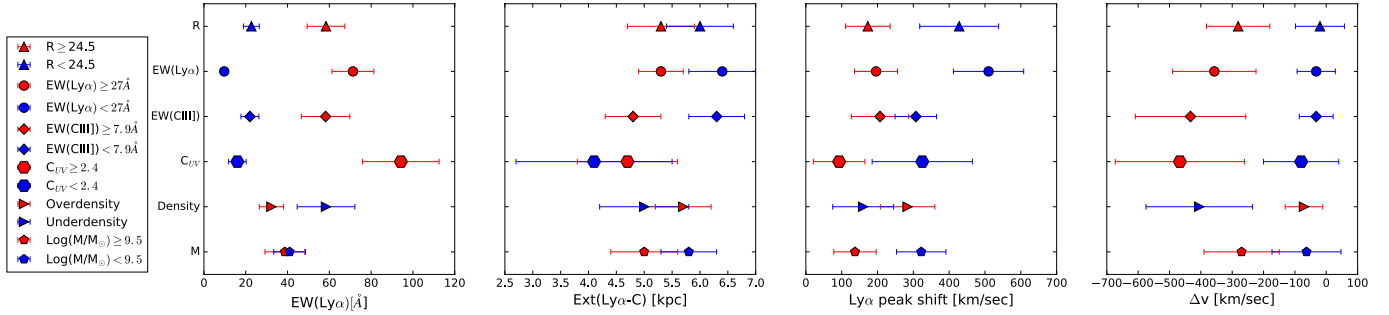 R ≥ 24.5
R < 24.5
EW(Lyα) ≥ 27Å
EW(Lyα) < 27Å
EW(CIII]) ≥ 7.9Å
EW(CIII]) < 7.9Å
C_UV ≥ 2.4
C_UV < 2.4
Overdensity
Underdensity
Log(M/M⊙) ≥ 9.5
Log(M/M⊙) < 9.5
R
EW(Lyα)
EW(CIII])
C_UV
Density
M
0 20 40 60 80 100 120
EW(Lyα)[Å]
2.5 3.0 3.5 4.0 4.5 5.0 5.5 6.0 6.5 7.0
Ext(Lyα-C) [kpc]
0 100 200 300 400 500 600 700
Lyα peak shift [km/sec]
−700 −600 −500 −400 −300 −200 −100 0 100
Δv [km/sec]